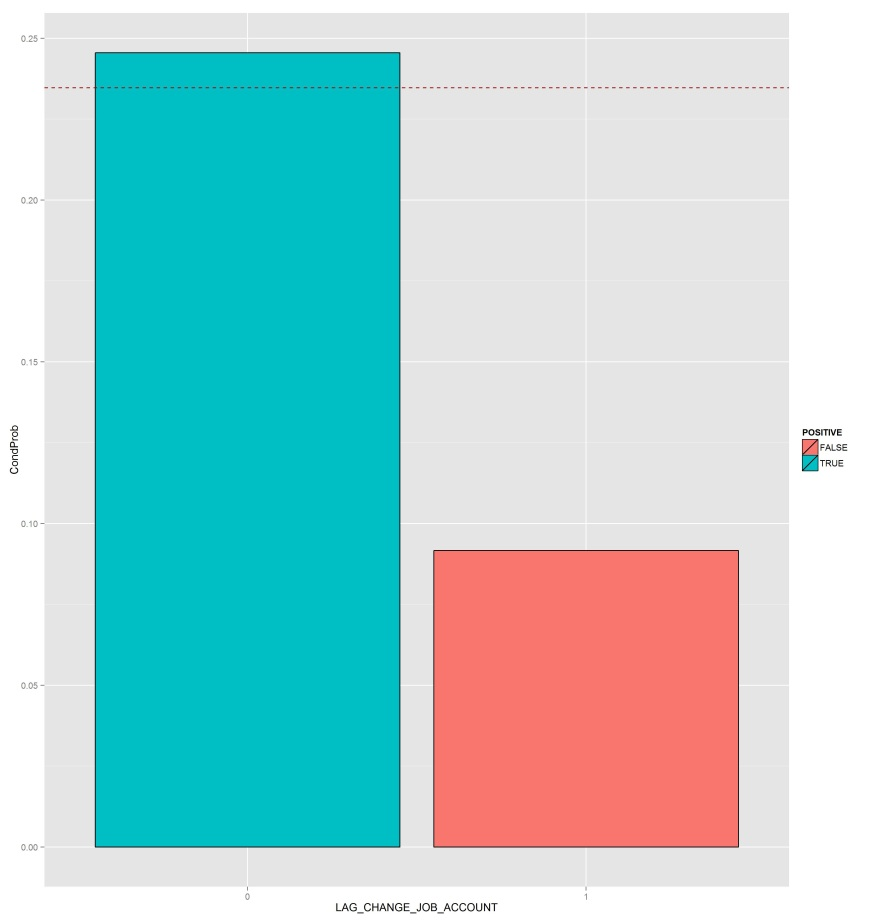 0.25
0.20
0.15
0.10
0.05
0.00
CondProb
0 1
LAG_CHANGE_JOB_ACCOUNT
POSITIVE
FALSE
TRUE